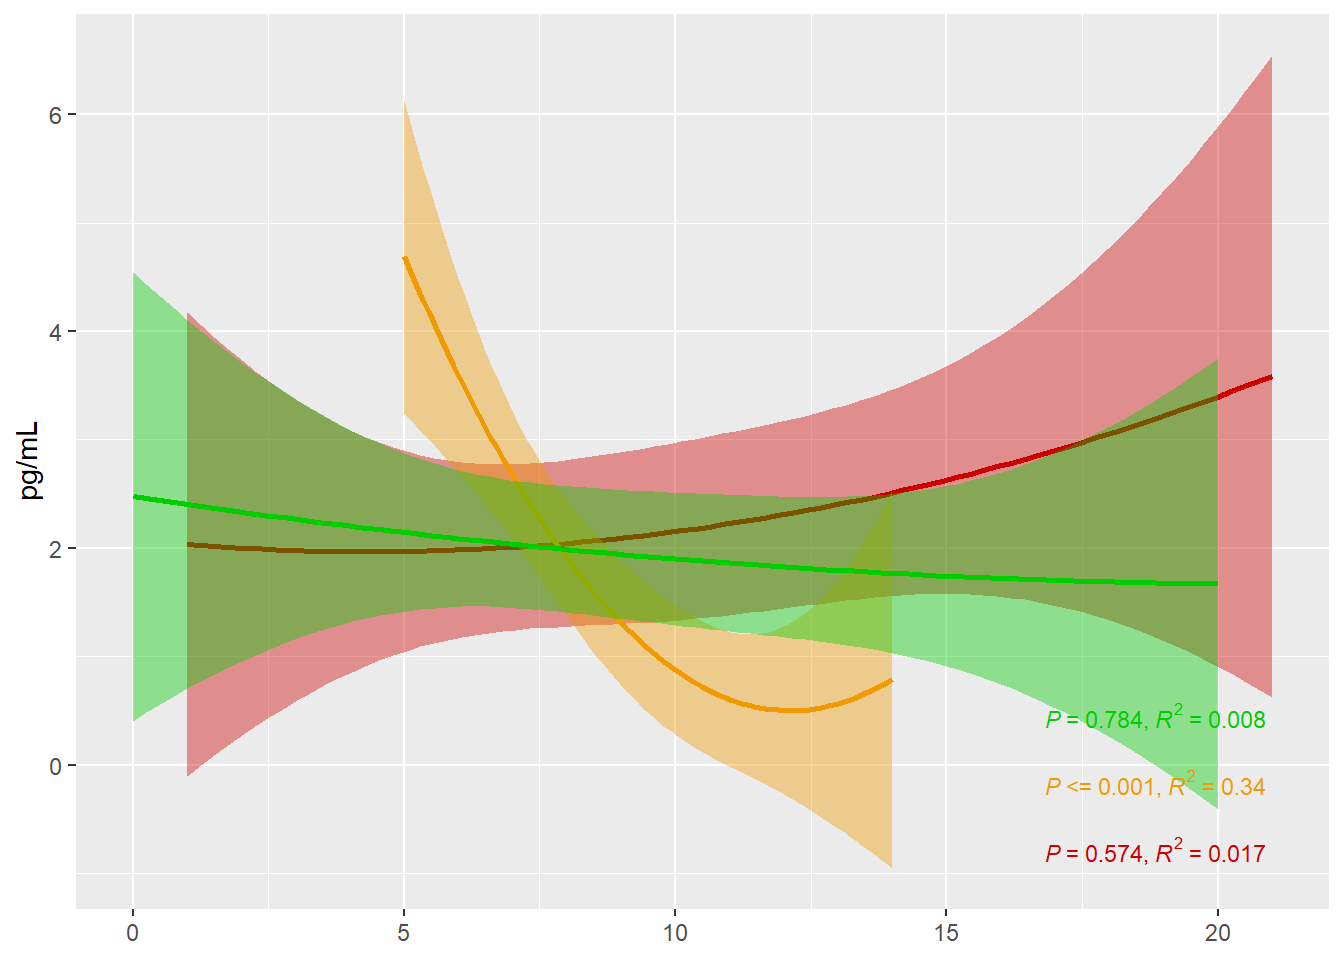 6
4
2
0
pg/mL
P = 0.784, R² = 0.008
P <= 0.001, R² = 0.34
P = 0.574, R² = 0.017
0 5 10 15 20